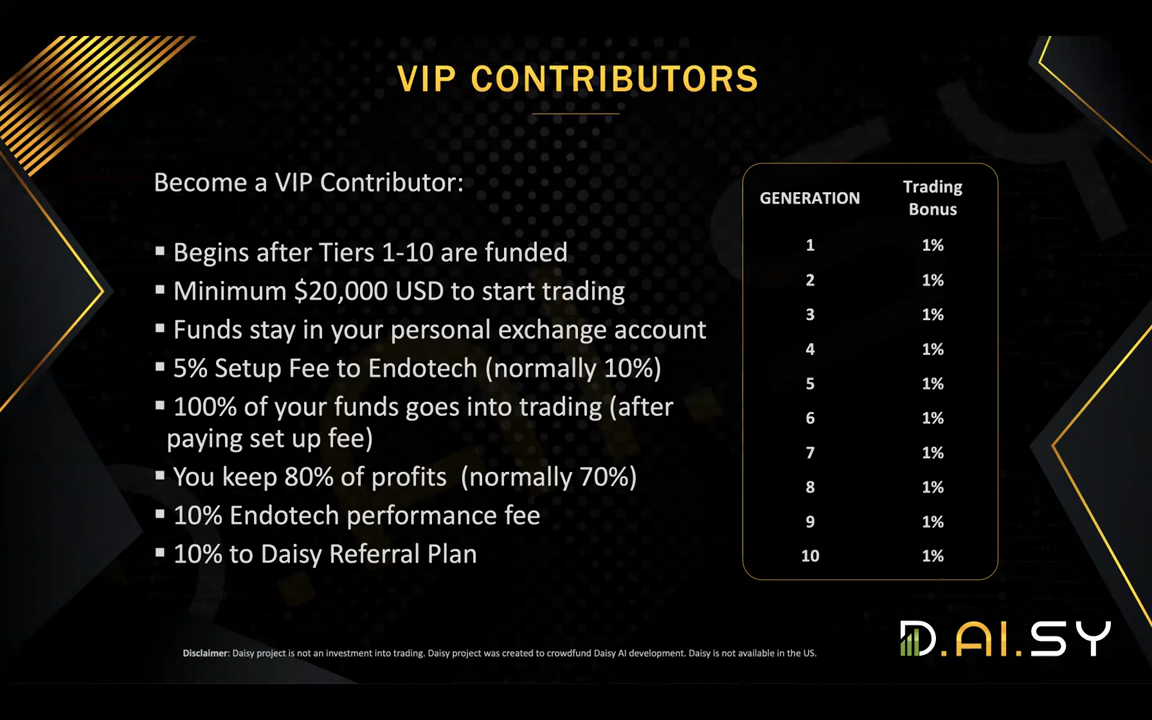 VIP CONTRIBUTORS
Become a VIP Contributor:
▪ Begins after Tiers 1-10 are funded
▪ Minimum $20,000 USD to start trading
▪ Funds stay in your personal exchange account
▪ 5% Setup Fee to Endotech (normally 10%)
▪ 100% of your funds goes into trading (after
paying set up fee)
▪ You keep 80% of profits  (normally 70%)
▪ 10% Endotech performance fee
▪ 10% to Daisy Referral Plan
GENERATION Trading
Bonus
1 1%
2 1%
3 1%
4 1%
5 1%
6 1%
7 1%
8 1%
9 1%
10 1%
D.AI.SY
Disclaimer: Daisy project is not an investment into trading. Daisy project was created to crowdfund Daisy AI development. Daisy is not available in the US.